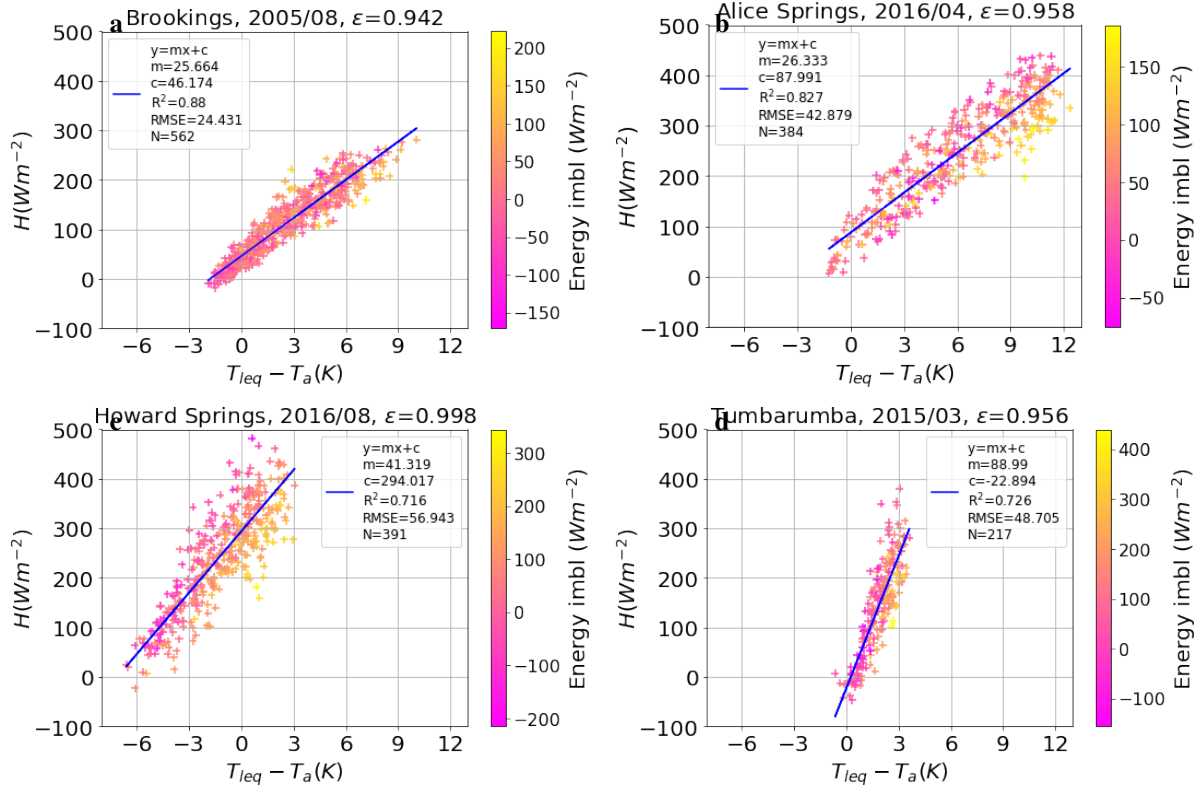 a
Brookings, 2005/08, ε=0.942
y=mx+c
m=25.664
c=46.174
R²=0.88
RMSE=24.431
N=562
500
400
300
200
100
0
−100
H(Wm⁻²)
−6 −3 0 3 6 9 12
T_leq − T_a(K)
200
150
100
50
0
−50
−100
−150
Energy imbl (Wm⁻²)
b
Alice Springs, 2016/04, ε=0.958
y=mx+c
m=26.333
c=87.991
R²=0.827
RMSE=42.879
N=384
500
400
300
200
100
0
−100
H(Wm⁻²)
−6 −3 0 3 6 9 12
T_leq − T_a(K)
150
100
50
0
−50
Energy imbl (Wm⁻²)
c
Howard Springs, 2016/08, ε=0.998
y=mx+c
m=41.319
c=294.017
R²=0.716
RMSE=56.943
N=391
500
400
300
200
100
0
−100
H(Wm⁻²)
−6 −3 0 3 6 9 12
T_leq − T_a(K)
300
200
100
0
−100
−200
Energy imbl (Wm⁻²)
d
Tumbarumba, 2015/03, ε=0.956
y=mx+c
m=88.99
c=-22.894
R²=0.726
RMSE=48.705
N=217
500
400
300
200
100
0
−100
H(Wm⁻²)
−6 −3 0 3 6 9 12
T_leq − T_a(K)
400
300
200
100
0
−100
Energy imbl (Wm⁻²)